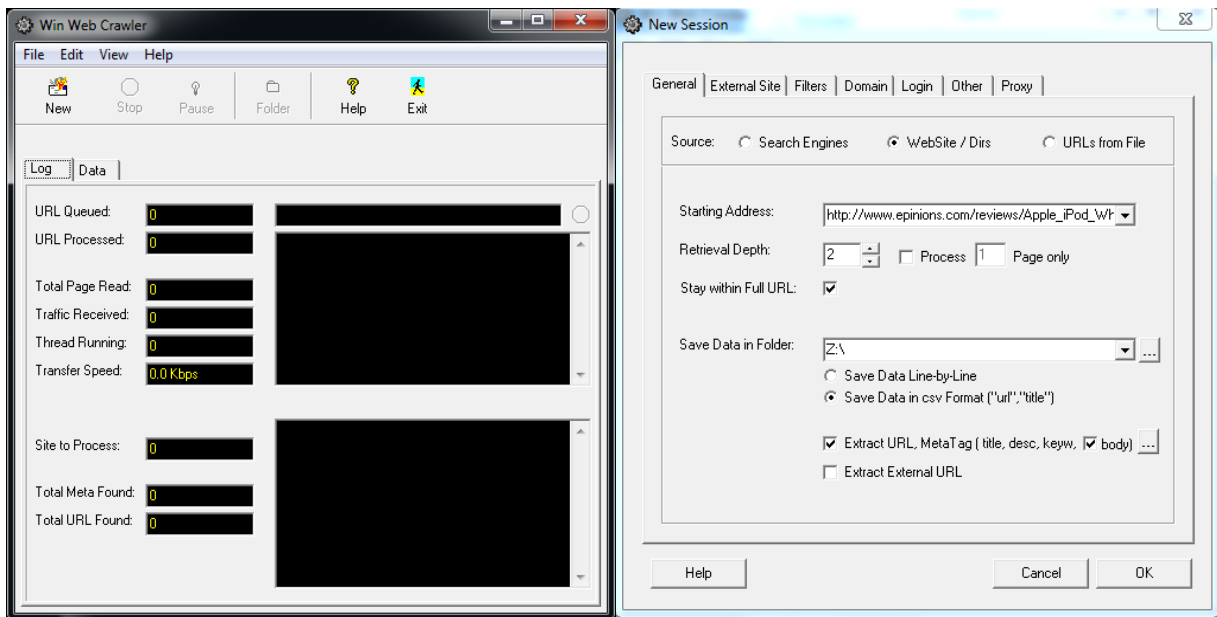 Win Web Crawler
File Edit View Help
New Stop Pause Folder Help Exit
Log Data
URL Queued: 0
URL Processed: 0
Total Page Read: 0
Traffic Received: 0
Thread Running: 0
Transfer Speed: 0.0 Kbps
Site to Process: 0
Total Meta Found: 0
Total URL Found: 0
New Session
General External Site Filters Domain Login Other Proxy
Source: Search Engines WebSite / Dirs URLs from File
Starting Address: http://www.epinions.com/reviews/Apple_iPod_Wh
Retrieval Depth: 2 Process 1 Page only
Stay within Full URL:
Save Data in Folder: Z:\ ...
Save Data Line-by-Line
Save Data in csv Format ("url","title")
Extract URL, MetaTag ( title, desc, keyw, body) ...
Extract External URL
Help Cancel OK